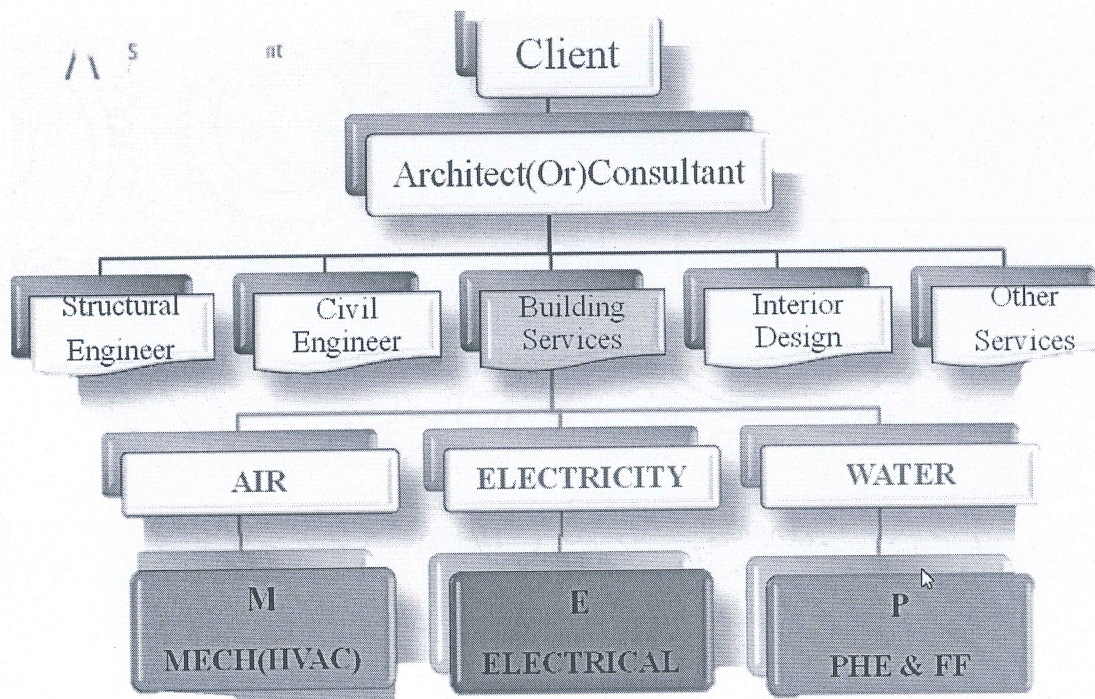 Client
Architect(Or)Consultant
Structural
Engineer
Civil
Engineer
Building
Services
Interior
Design
Other
Services
AIR
ELECTRICITY
WATER
M
MECH(HVAC)
E
ELECTRICAL
P
PHE & FF